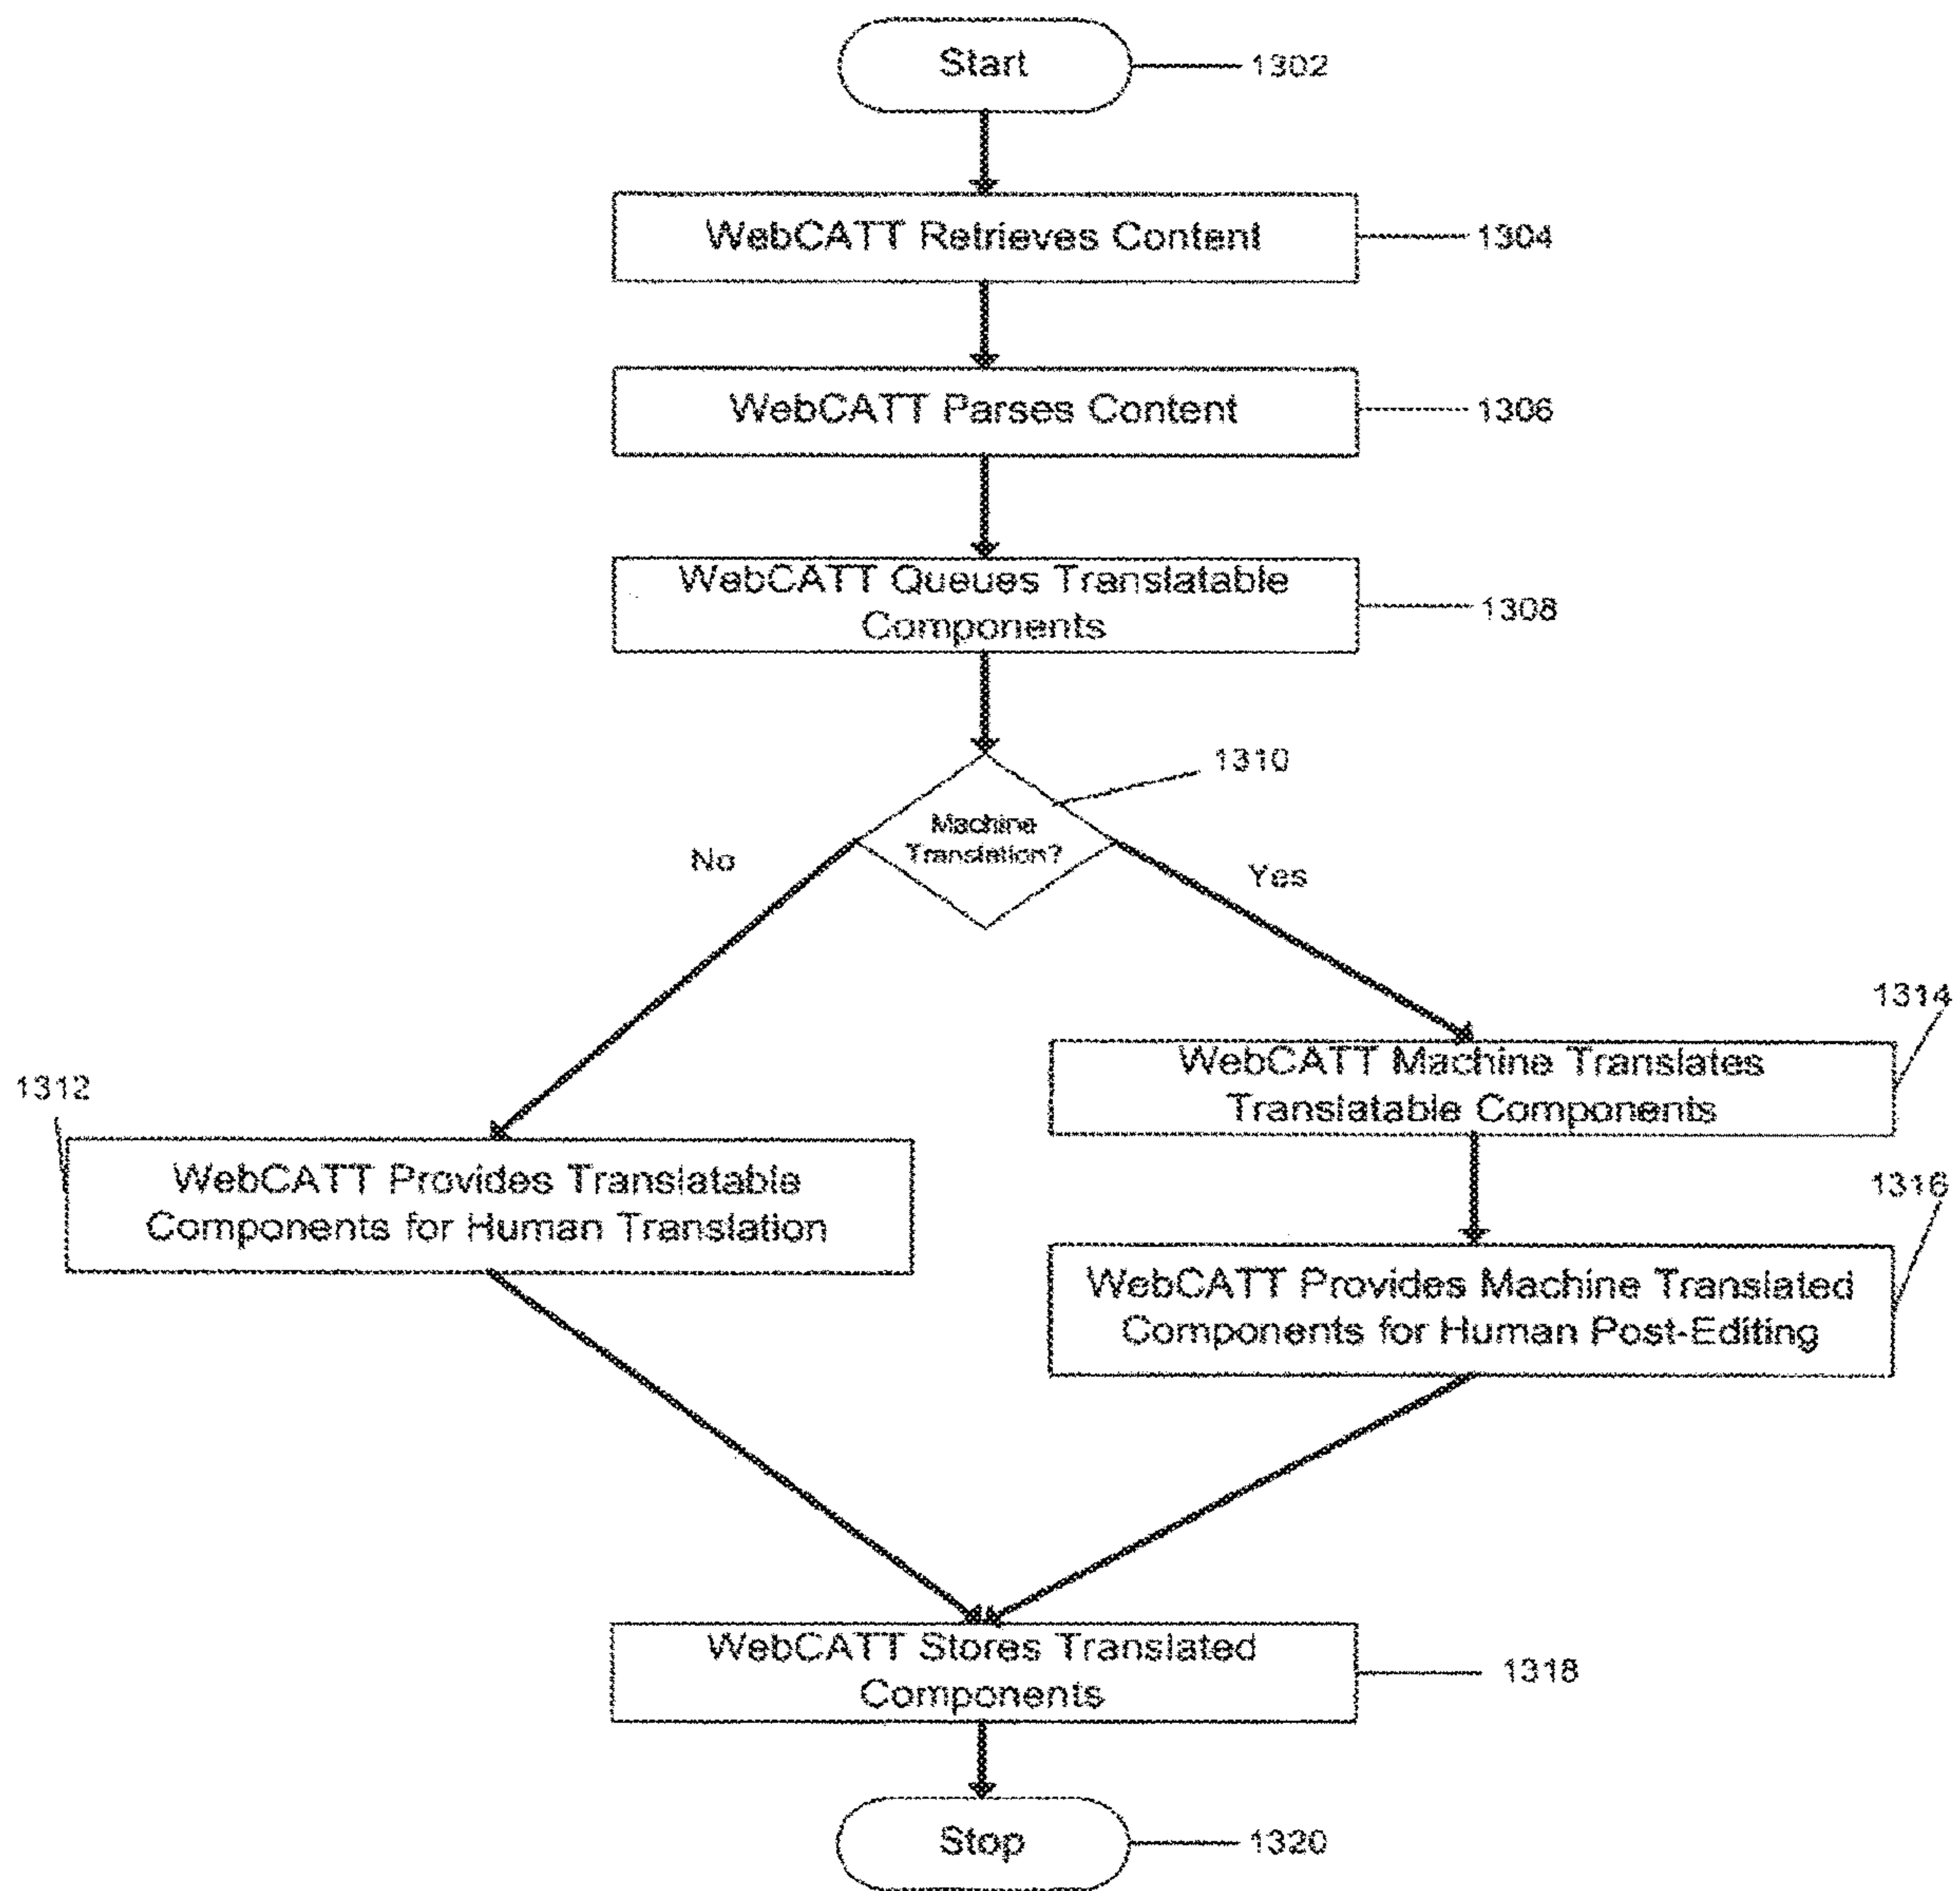 Start
1302
WebCATT Retrieves Content
1304
WebCATT Parses Content
1306
WebCATT Queues Translatable
Components
1308
1310
Machine
Translation?
No
Yes
1314
WebCATT Machine Translates
Translatable Components
1312
WebCATT Provides Translatable
Components for Human Translation
1316
WebCATT Provides Machine Translated
Components for Human Post-Editing
WebCATT Stores Translated
Components
1318
Stop
1320